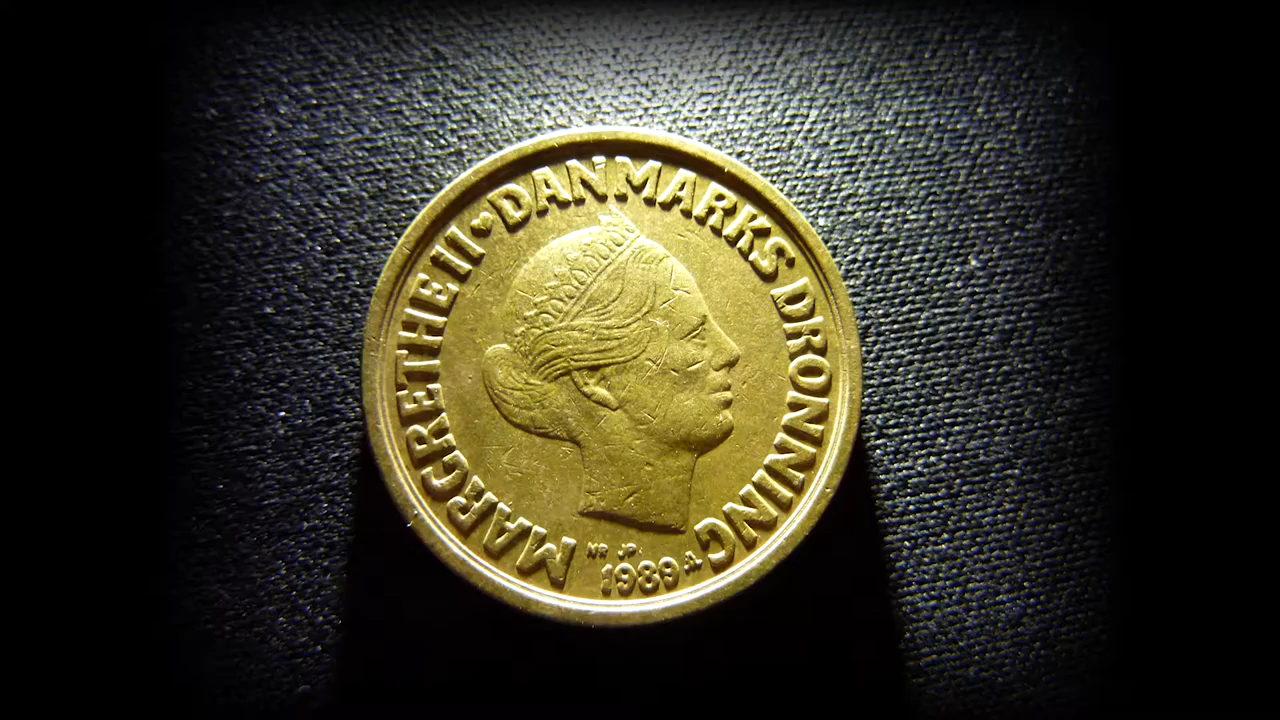 MARGRETHE II ♥ DANMARKS DRONNING
NR JP.
1989 A